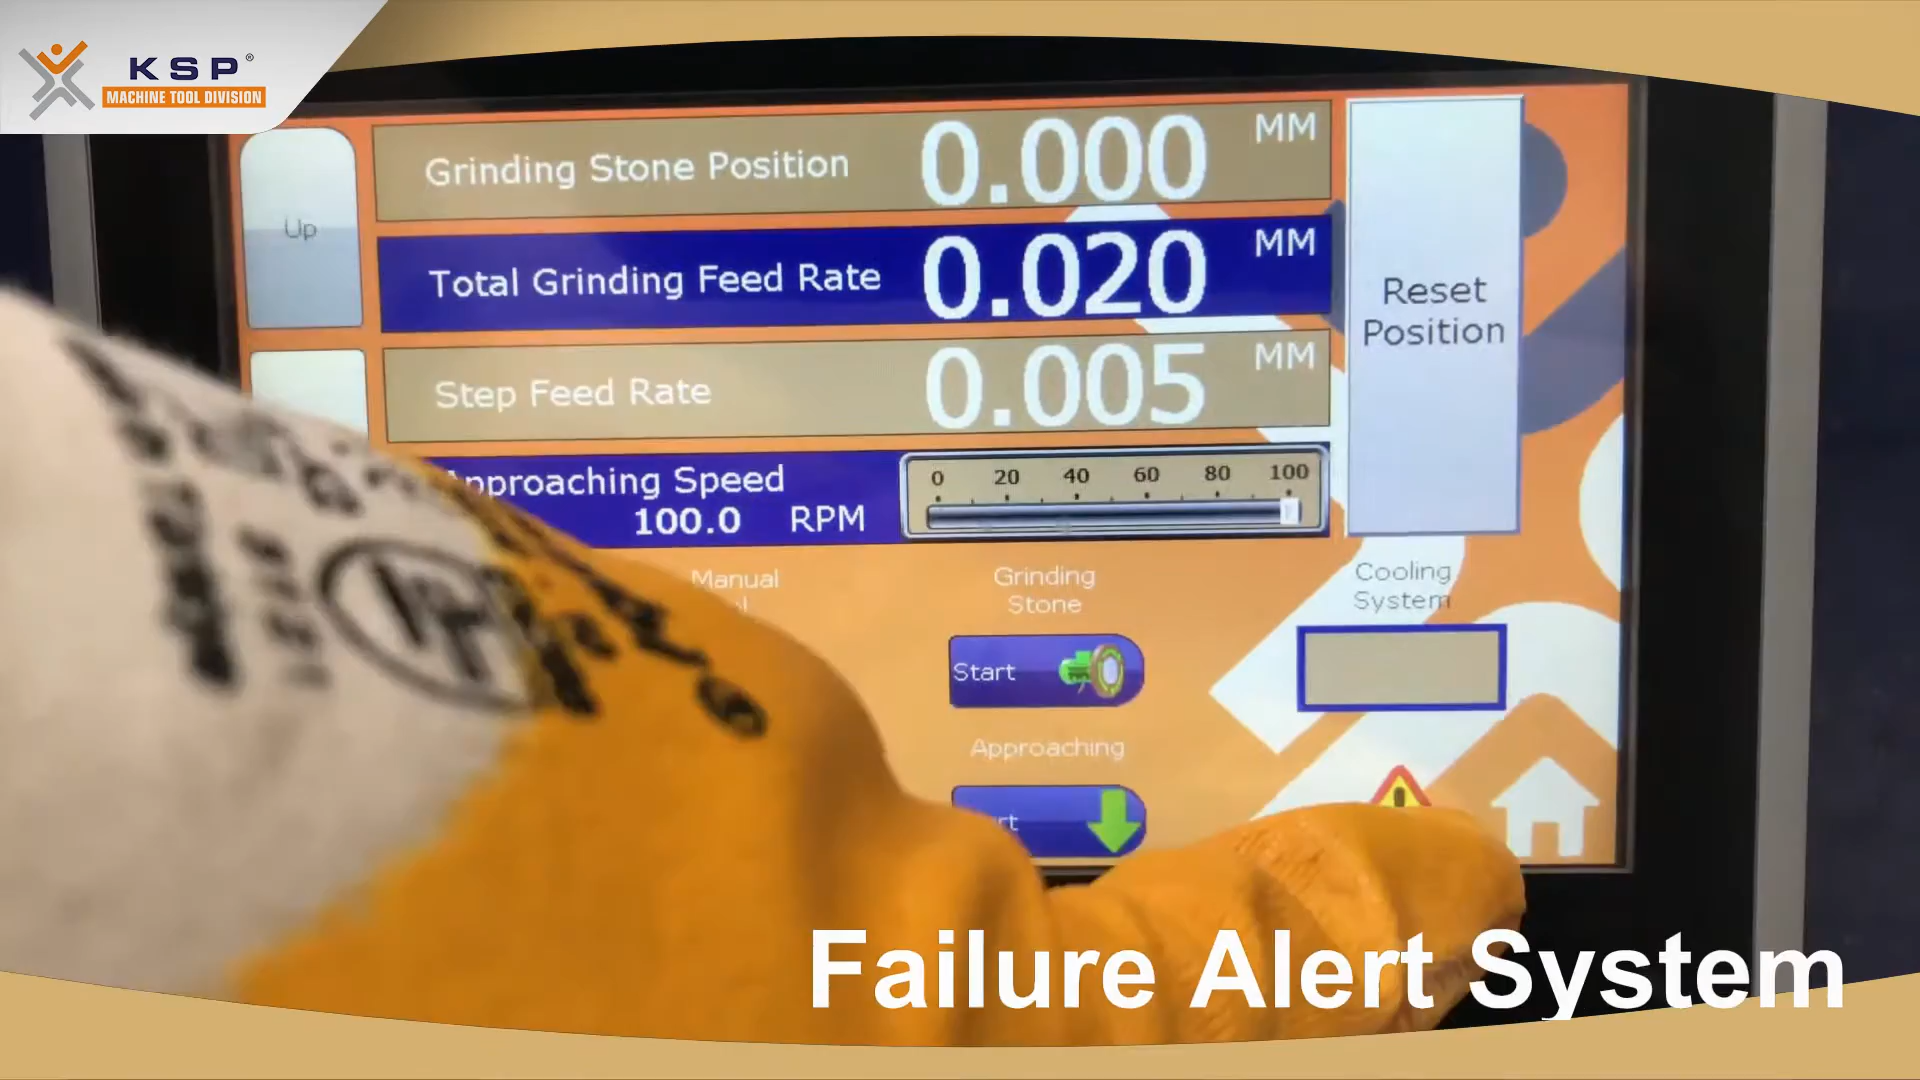 KSP®
MACHINE TOOL DIVISION
Up
Grinding Stone Position 0.000 MM
Total Grinding Feed Rate 0.020 MM
Step Feed Rate 0.005 MM
Reset
Position
Approaching Speed
100.0 RPM
0 20 40 60 80 100
Manual
Grinding
Stone
Cooling
System
Start
Approaching
Failure Alert System